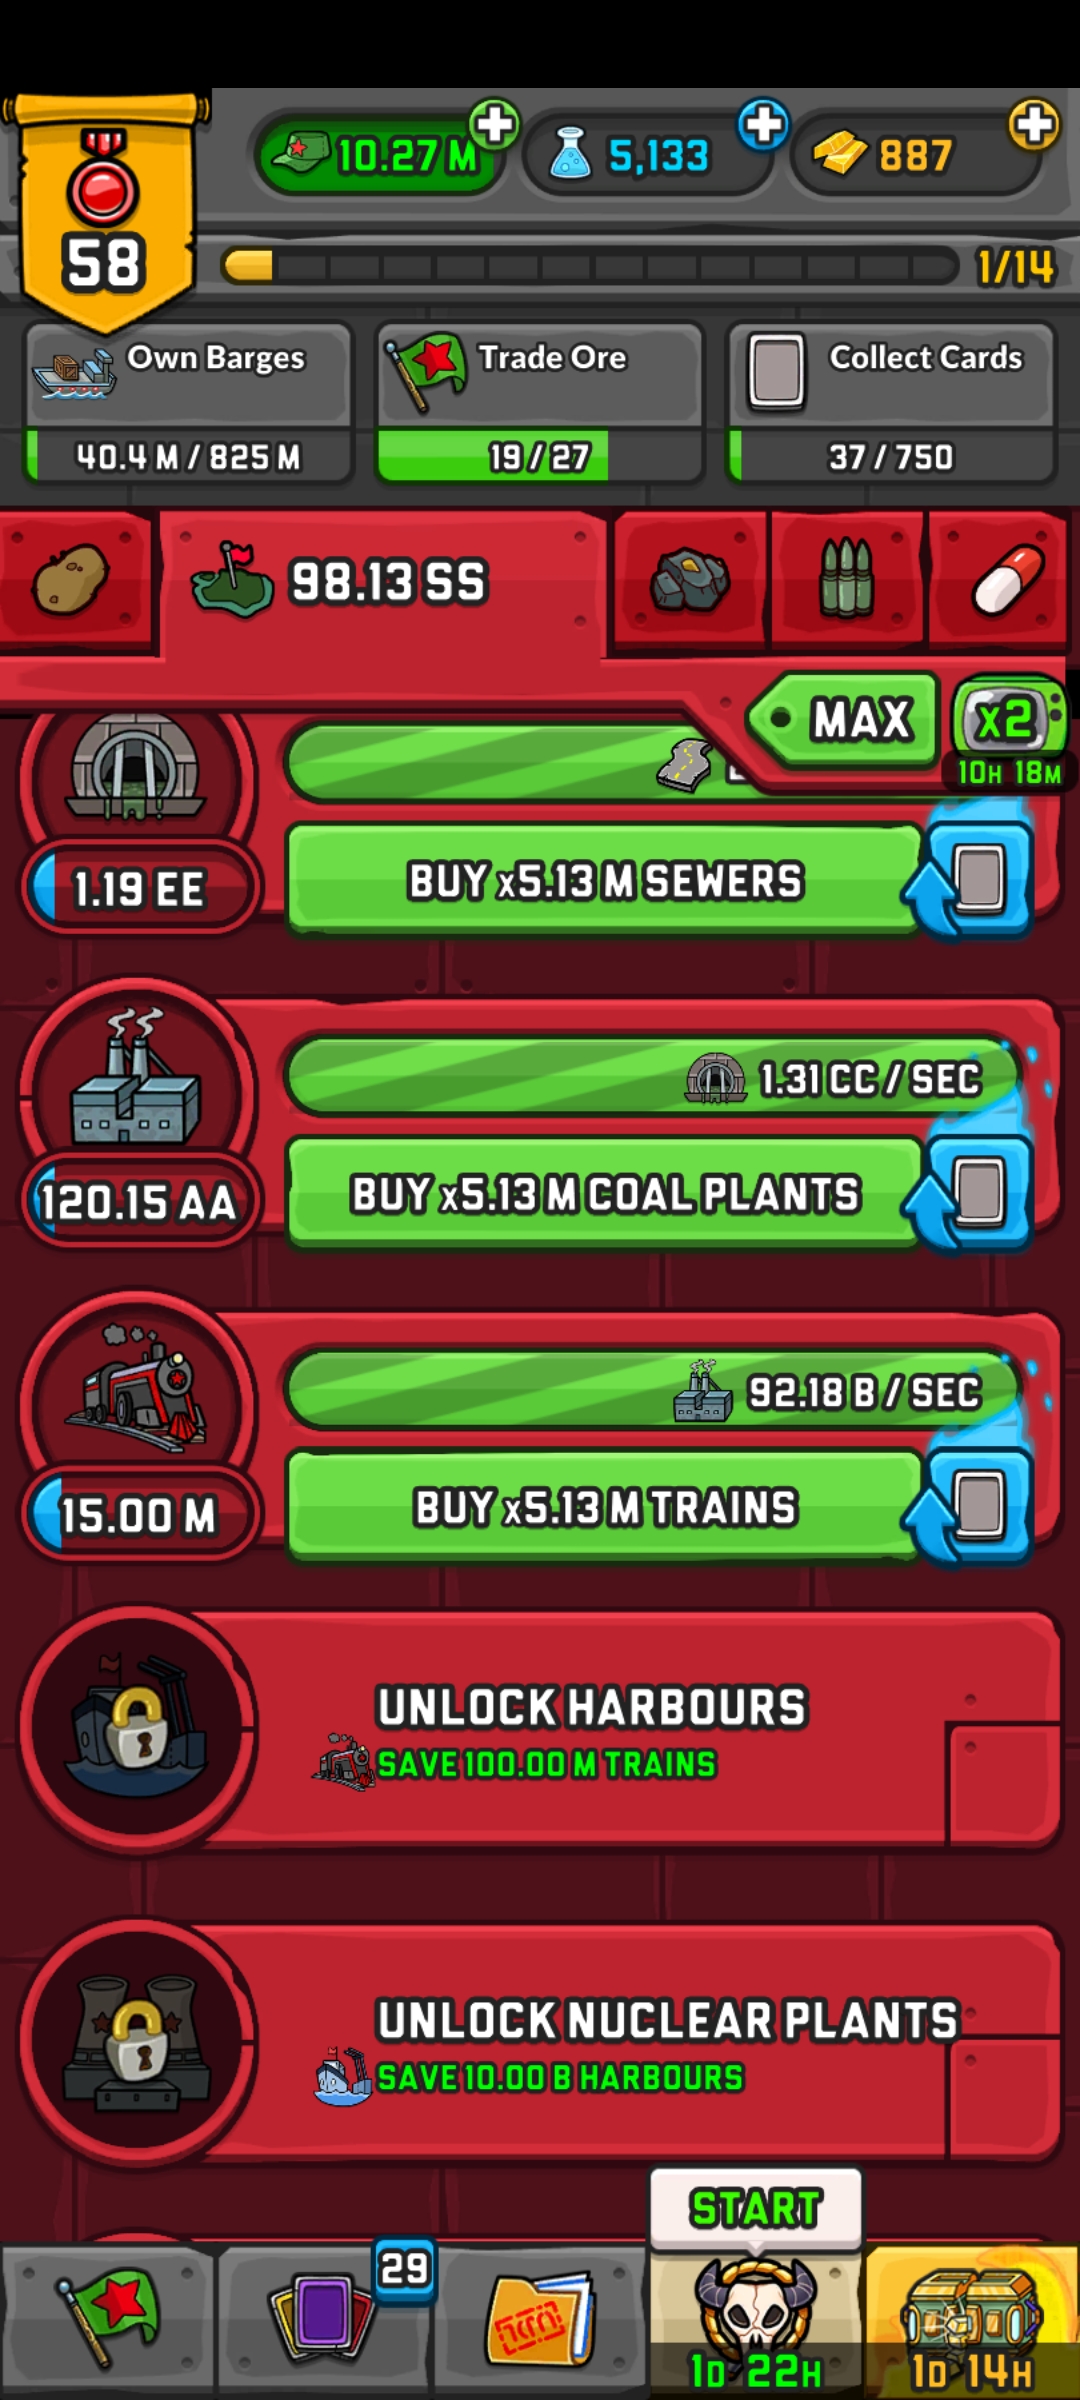 58
10.27 M
5,133
887
1/14
Own Barges
40.4 M / 825 M
Trade Ore
19 / 27
Collect Cards
37 / 750
98.13 SS
MAX
x2
10H 18M
1.19 EE
BUY x5.13 M SEWERS
1.31 CC / SEC
120.15 AA
BUY x5.13 M COAL PLANTS
92.18 B / SEC
15.00 M
BUY x5.13 M TRAINS
UNLOCK HARBOURS
SAVE 100.00 M TRAINS
UNLOCK NUCLEAR PLANTS
SAVE 10.00 B HARBOURS
START
29
1D 22H
1D 14H